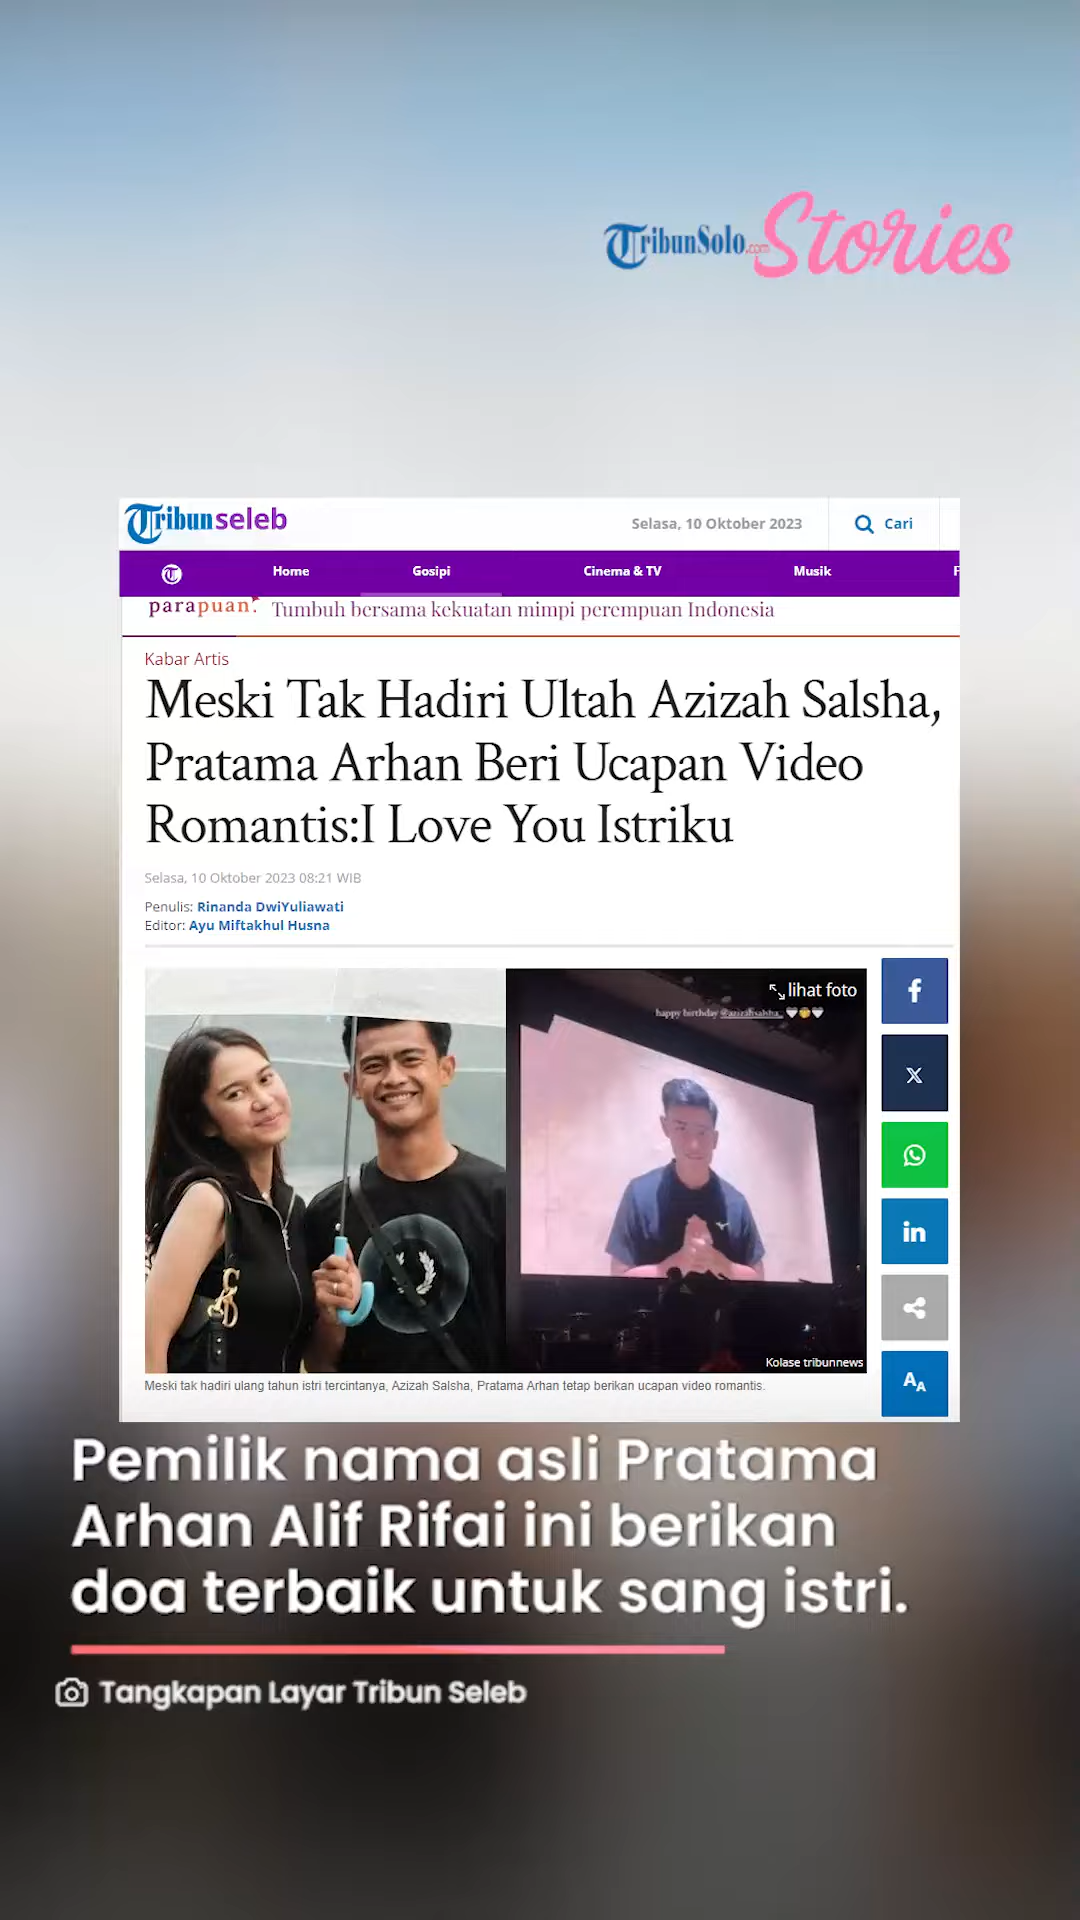 TribunSolo.com Stories
Tribunseleb
Selasa, 10 Oktober 2023
Cari
Home
Gosipi
Cinema & TV
Musik
F
parapuan. Tumbuh bersama kekuatan mimpi perempuan Indonesia
Kabar Artis
Meski Tak Hadiri Ultah Azizah Salsha,
Pratama Arhan Beri Ucapan Video
Romantis:I Love You Istriku
Selasa, 10 Oktober 2023 08:21 WIB
Penulis: Rinanda DwiYuliawati
Editor: Ayu Miftakhul Husna
lihat foto
happy birthday @azizahsalsha_ 🤍🥳🤍
Kolase tribunnews
Meski tak hadiri ulang tahun istri tercintanya, Azizah Salsha, Pratama Arhan tetap berikan ucapan video romantis.
Pemilik nama asli Pratama
Arhan Alif Rifai ini berikan
doa terbaik untuk sang istri.
Tangkapan Layar Tribun Seleb